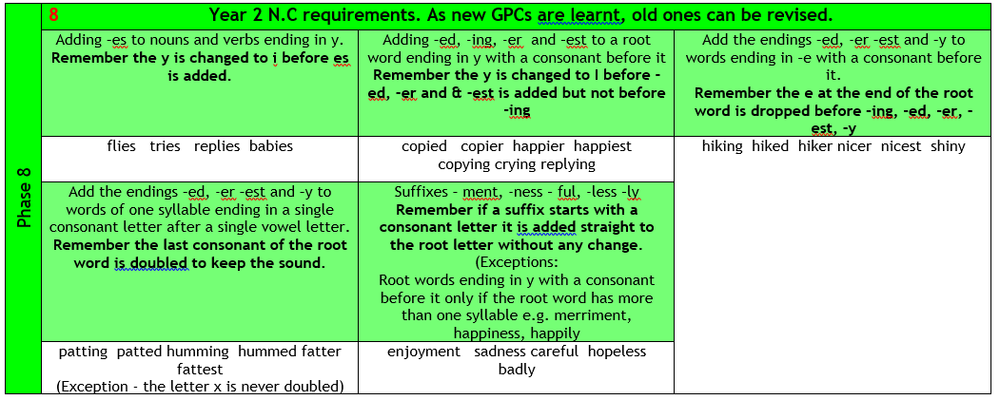 8 Year 2 N.C requirements. As new GPCs are learnt, old ones can be revised.
Phase 8
Adding -es to nouns and verbs ending in y.
Remember the y is changed to i before es
is added.
Adding -ed, -ing, -er and -est to a root
word ending in y with a consonant before it
Remember the y is changed to I before -
ed, -er and & -est is added but not before
-ing
Add the endings -ed, -er -est and -y to
words ending in -e with a consonant before
it.
Remember the e at the end of the root
word is dropped before -ing, -ed, -er, -
est, -y
flies tries replies babies
copied copier happier happiest
copying crying replying
hiking hiked hiker nicer nicest shiny
Add the endings -ed, -er -est and -y to
words of one syllable ending in a single
consonant letter after a single vowel letter.
Remember the last consonant of the root
word is doubled to keep the sound.
Suffixes - ment, -ness - ful, -less -ly
Remember if a suffix starts with a
consonant letter it is added straight to
the root letter without any change.
(Exceptions:
Root words ending in y with a consonant
before it only if the root word has more
than one syllable e.g. merriment,
happiness, happily
patting patted humming hummed fatter
fattest
(Exception - the letter x is never doubled)
enjoyment sadness careful hopeless
badly